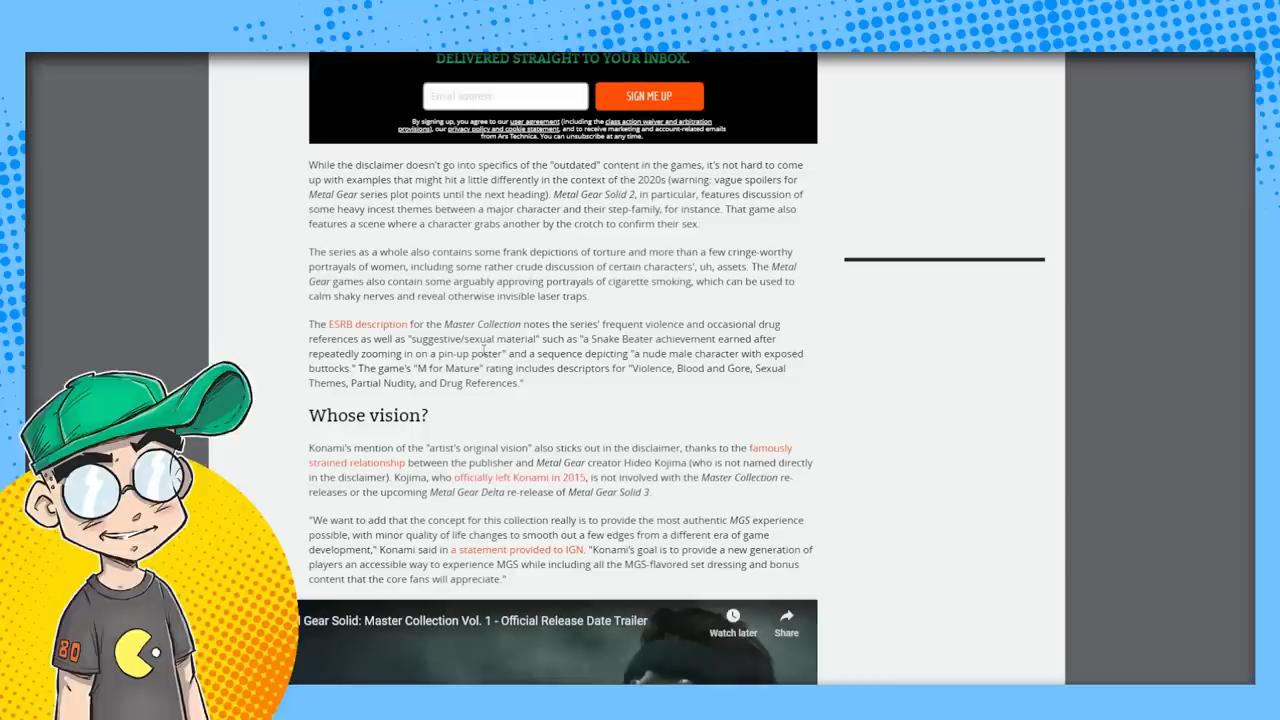 DELIVERED STRAIGHT TO YOUR INBOX.
Email address
SIGN ME UP
By signing up, you agree to our user agreement (including the class action waiver and arbitration
provisions), our privacy policy and cookie statement, and to receive marketing and account-related emails
from Ars Technica. You can unsubscribe at any time.
While the disclaimer doesn't go into specifics of the "outdated" content in the games, it's not hard to come
up with examples that might hit a little differently in the context of the 2020s (warning: vague spoilers for
Metal Gear series plot points until the next heading). Metal Gear Solid 2, in particular, features discussion of
some heavy incest themes between a major character and their step-family, for instance. That game also
features a scene where a character grabs another by the crotch to confirm their sex.
The series as a whole also contains some frank depictions of torture and more than a few cringe-worthy
portrayals of women, including some rather crude discussion of certain characters', uh, assets. The Metal
Gear games also contain some arguably approving portrayals of cigarette smoking, which can be used to
calm shaky nerves and reveal otherwise invisible laser traps.
The ESRB description for the Master Collection notes the series' frequent violence and occasional drug
references as well as "suggestive/sexual material" such as "a Snake Beater achievement earned after
repeatedly zooming in on a pin-up poster" and a sequence depicting "a nude male character with exposed
buttocks." The game's "M for Mature" rating includes descriptors for "Violence, Blood and Gore, Sexual
Themes, Partial Nudity, and Drug References."
Whose vision?
Konami's mention of the "artist's original vision" also sticks out in the disclaimer, thanks to the famously
strained relationship between the publisher and Metal Gear creator Hideo Kojima (who is not named directly
in the disclaimer). Kojima, who officially left Konami in 2015, is not involved with the Master Collection re-
releases or the upcoming Metal Gear Delta re-release of Metal Gear Solid 3.
"We want to add that the concept for this collection really is to provide the most authentic MGS experience
possible, with minor quality of life changes to smooth out a few edges from a different era of game
development," Konami said in a statement provided to IGN. "Konami's goal is to provide a new generation of
players an accessible way to experience MGS while including all the MGS-flavored set dressing and bonus
content that the core fans will appreciate."
Gear Solid: Master Collection Vol. 1 - Official Release Date Trailer
Watch later
Share
80